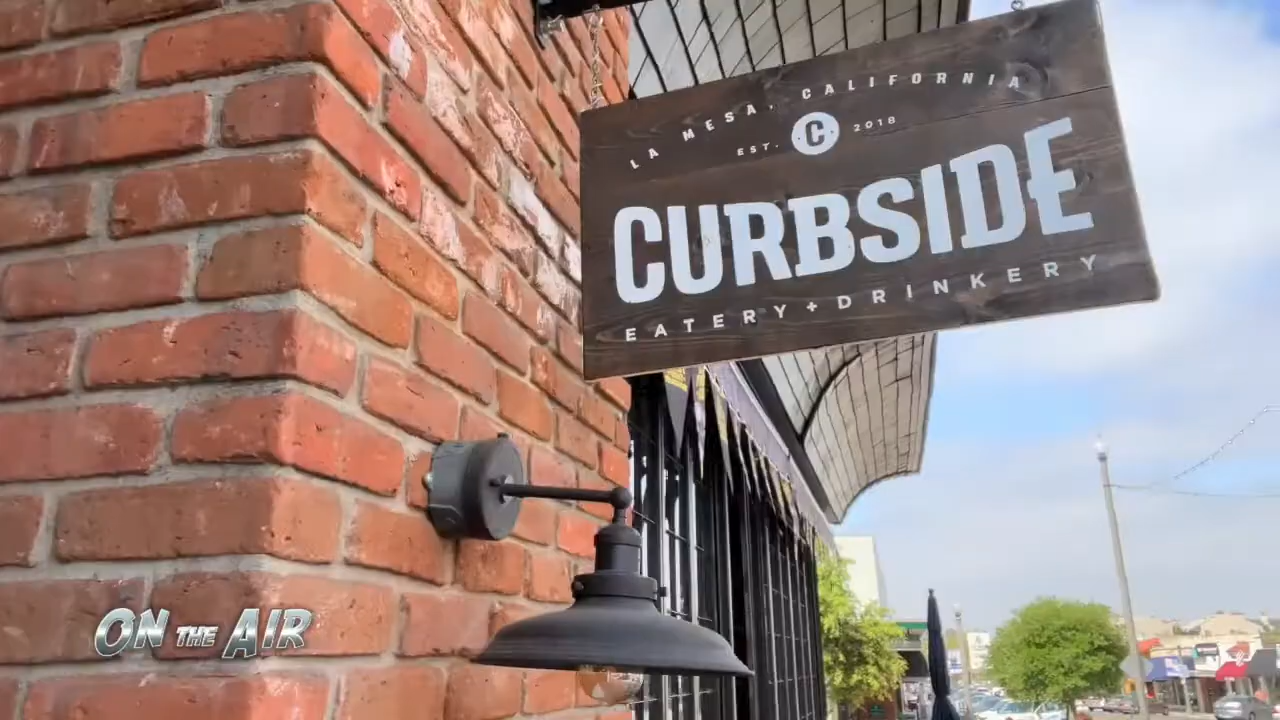 LA MESA, CALIFORNIA
EST. C 2018
CURBSIDE
EATERY + DRINKERY
ON THE AIR